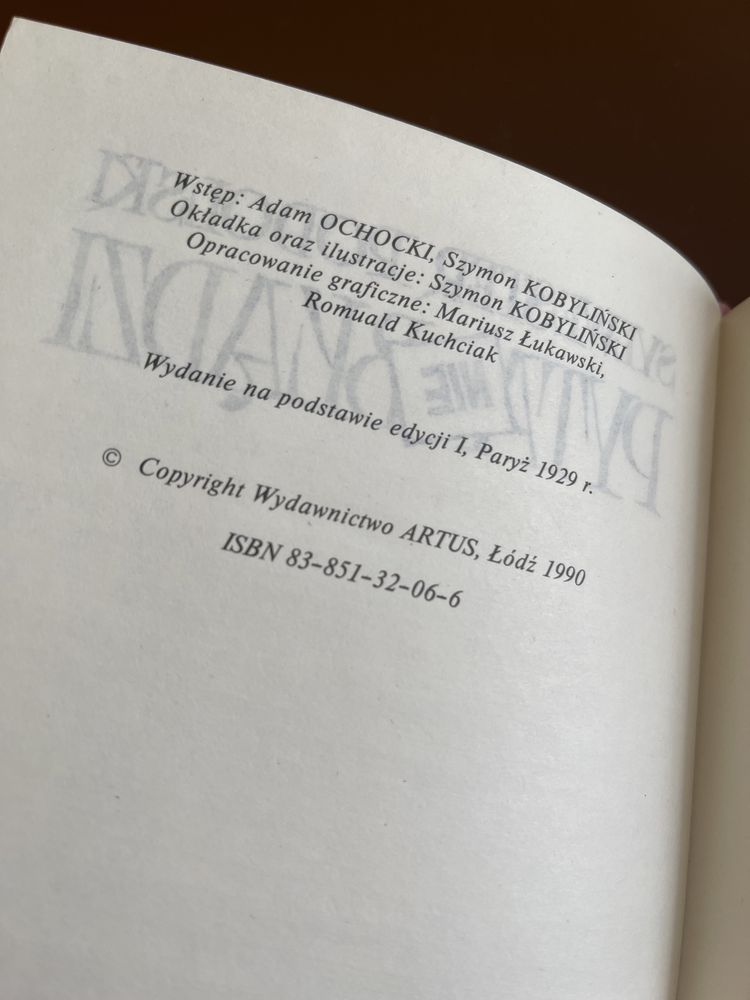 Wstęp: Adam OCHOCKI, Szymon KOBYLIŃSKI
Okładka oraz ilustracje: Szymon KOBYLIŃSKI
Opracowanie graficzne: Mariusz Łukawski,
Romuald Kuchciak
Wydanie na podstawie edycji I, Paryż 1929 r.
© Copyright Wydawnictwo ARTUS, Łódź 1990
ISBN 83-851-32-06-6